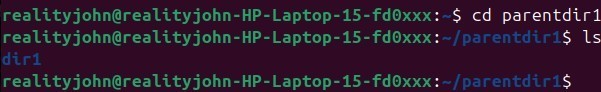 realityjohn@realityjohn-HP-Laptop-15-fd0xxx:~$ cd parentdir1
realityjohn@realityjohn-HP-Laptop-15-fd0xxx:~/parentdir1$ ls
dir1
realityjohn@realityjohn-HP-Laptop-15-fd0xxx:~/parentdir1$